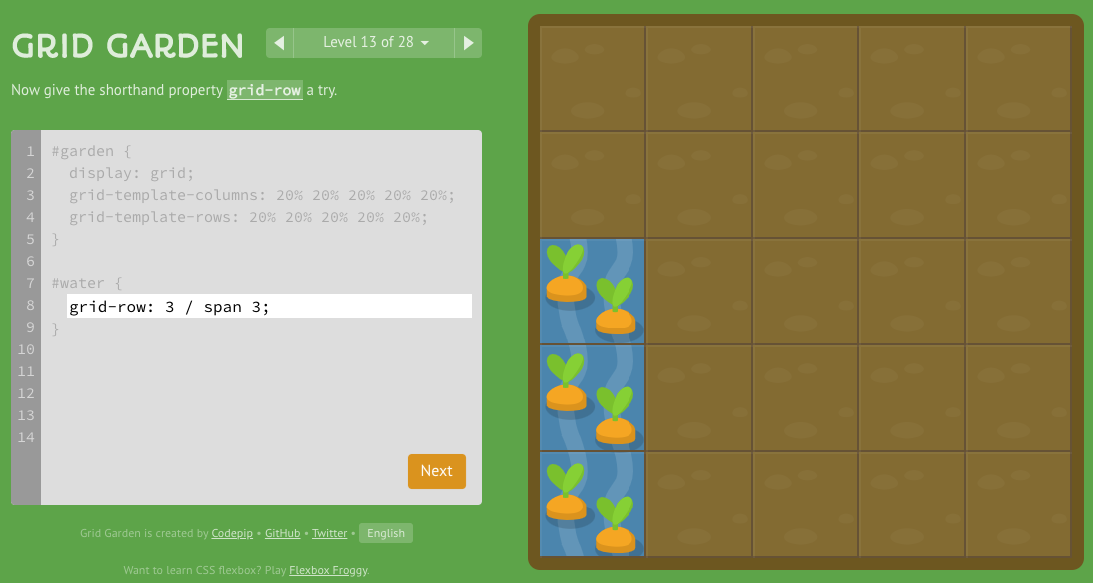 GRID GARDEN
Level 13 of 28
Now give the shorthand property grid-row a try.
1 #garden {
2 display: grid;
3 grid-template-columns: 20% 20% 20% 20% 20%;
4 grid-template-rows: 20% 20% 20% 20% 20%;
5 }
6
7 #water {
8 grid-row: 3 / span 3;
9 }
10
11
12
13
14
Next
Grid Garden is created by Codepip • GitHub • Twitter • English
Want to learn CSS flexbox? Play Flexbox Froggy.